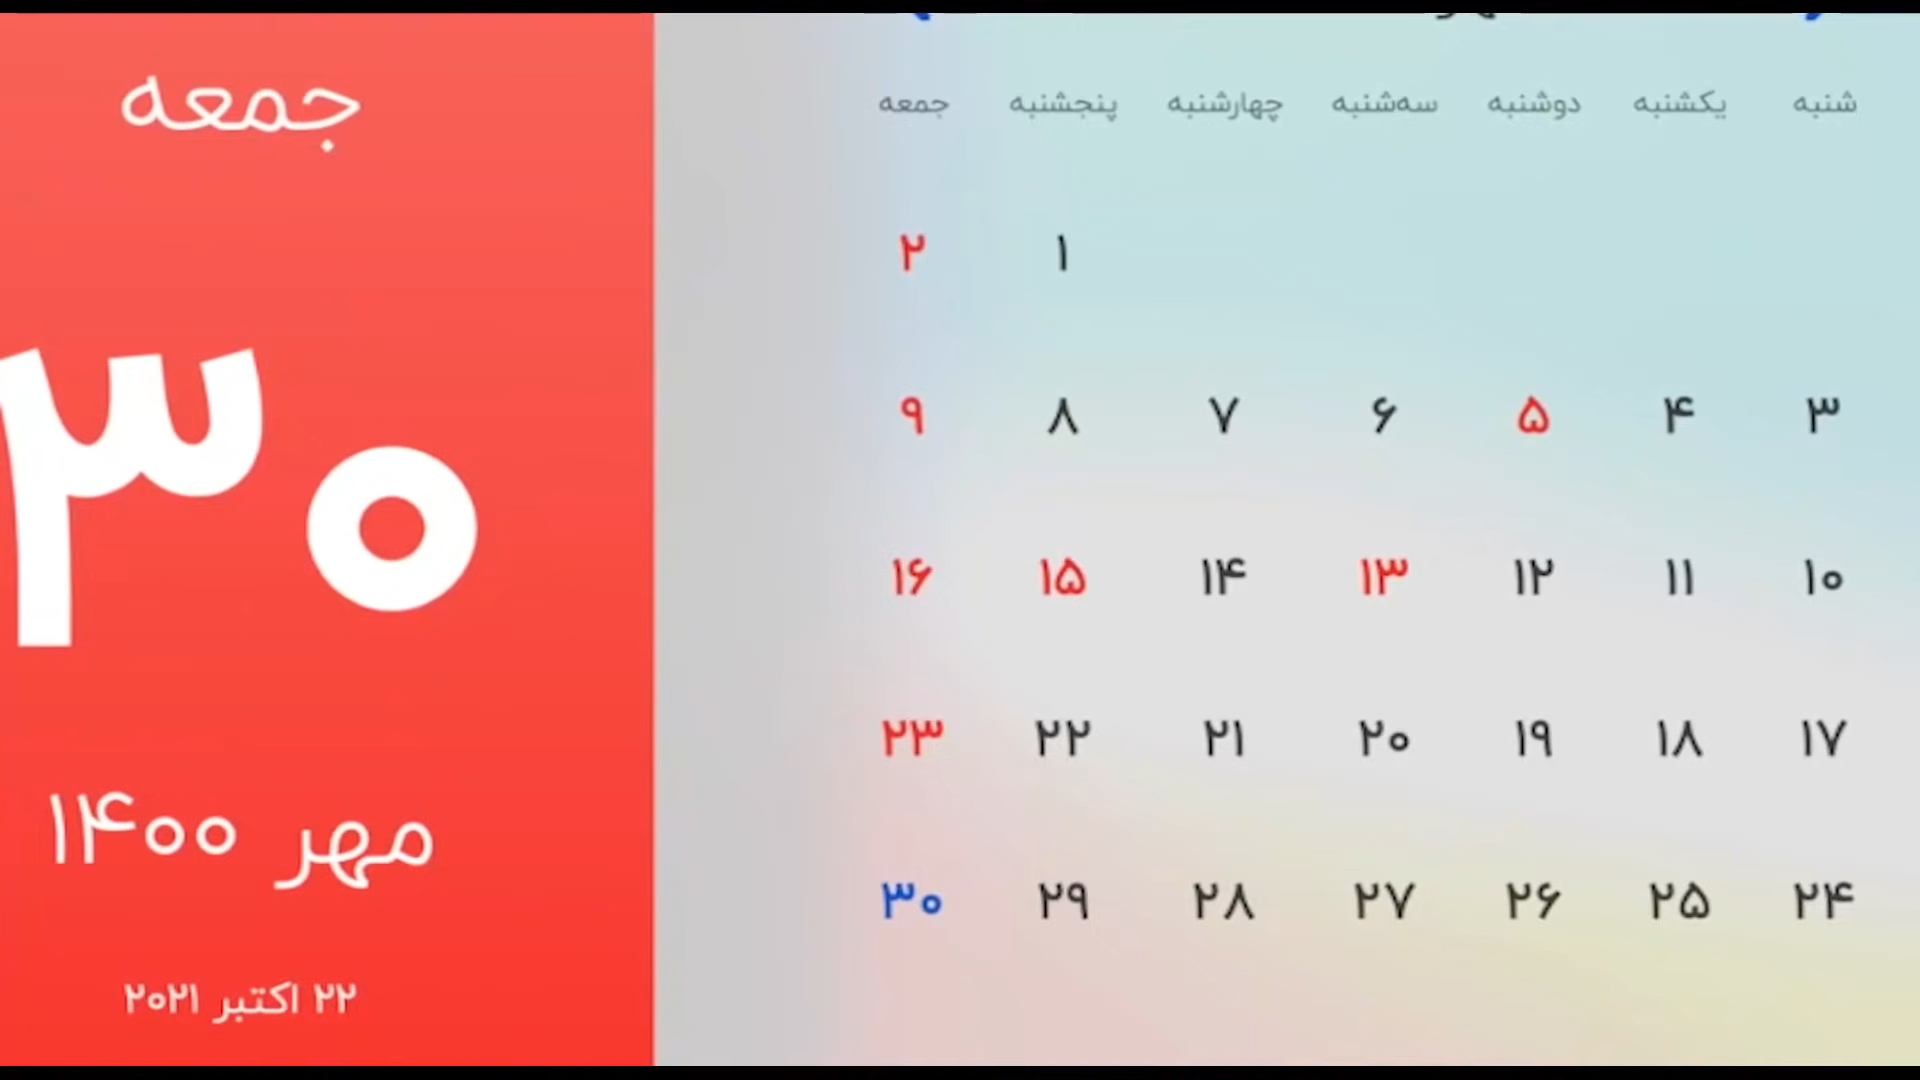 جمعه
۳۰
مهر ۱۴۰۰
۲۲ اکتبر ۲۰۲۱
شنبه یکشنبه دوشنبه سه‌شنبه چهارشنبه پنجشنبه جمعه
۱ ۲
۳ ۴ ۵ ۶ ۷ ۸ ۹
۱۰ ۱۱ ۱۲ ۱۳ ۱۴ ۱۵ ۱۶
۱۷ ۱۸ ۱۹ ۲۰ ۲۱ ۲۲ ۲۳
۲۴ ۲۵ ۲۶ ۲۷ ۲۸ ۲۹ ۳۰